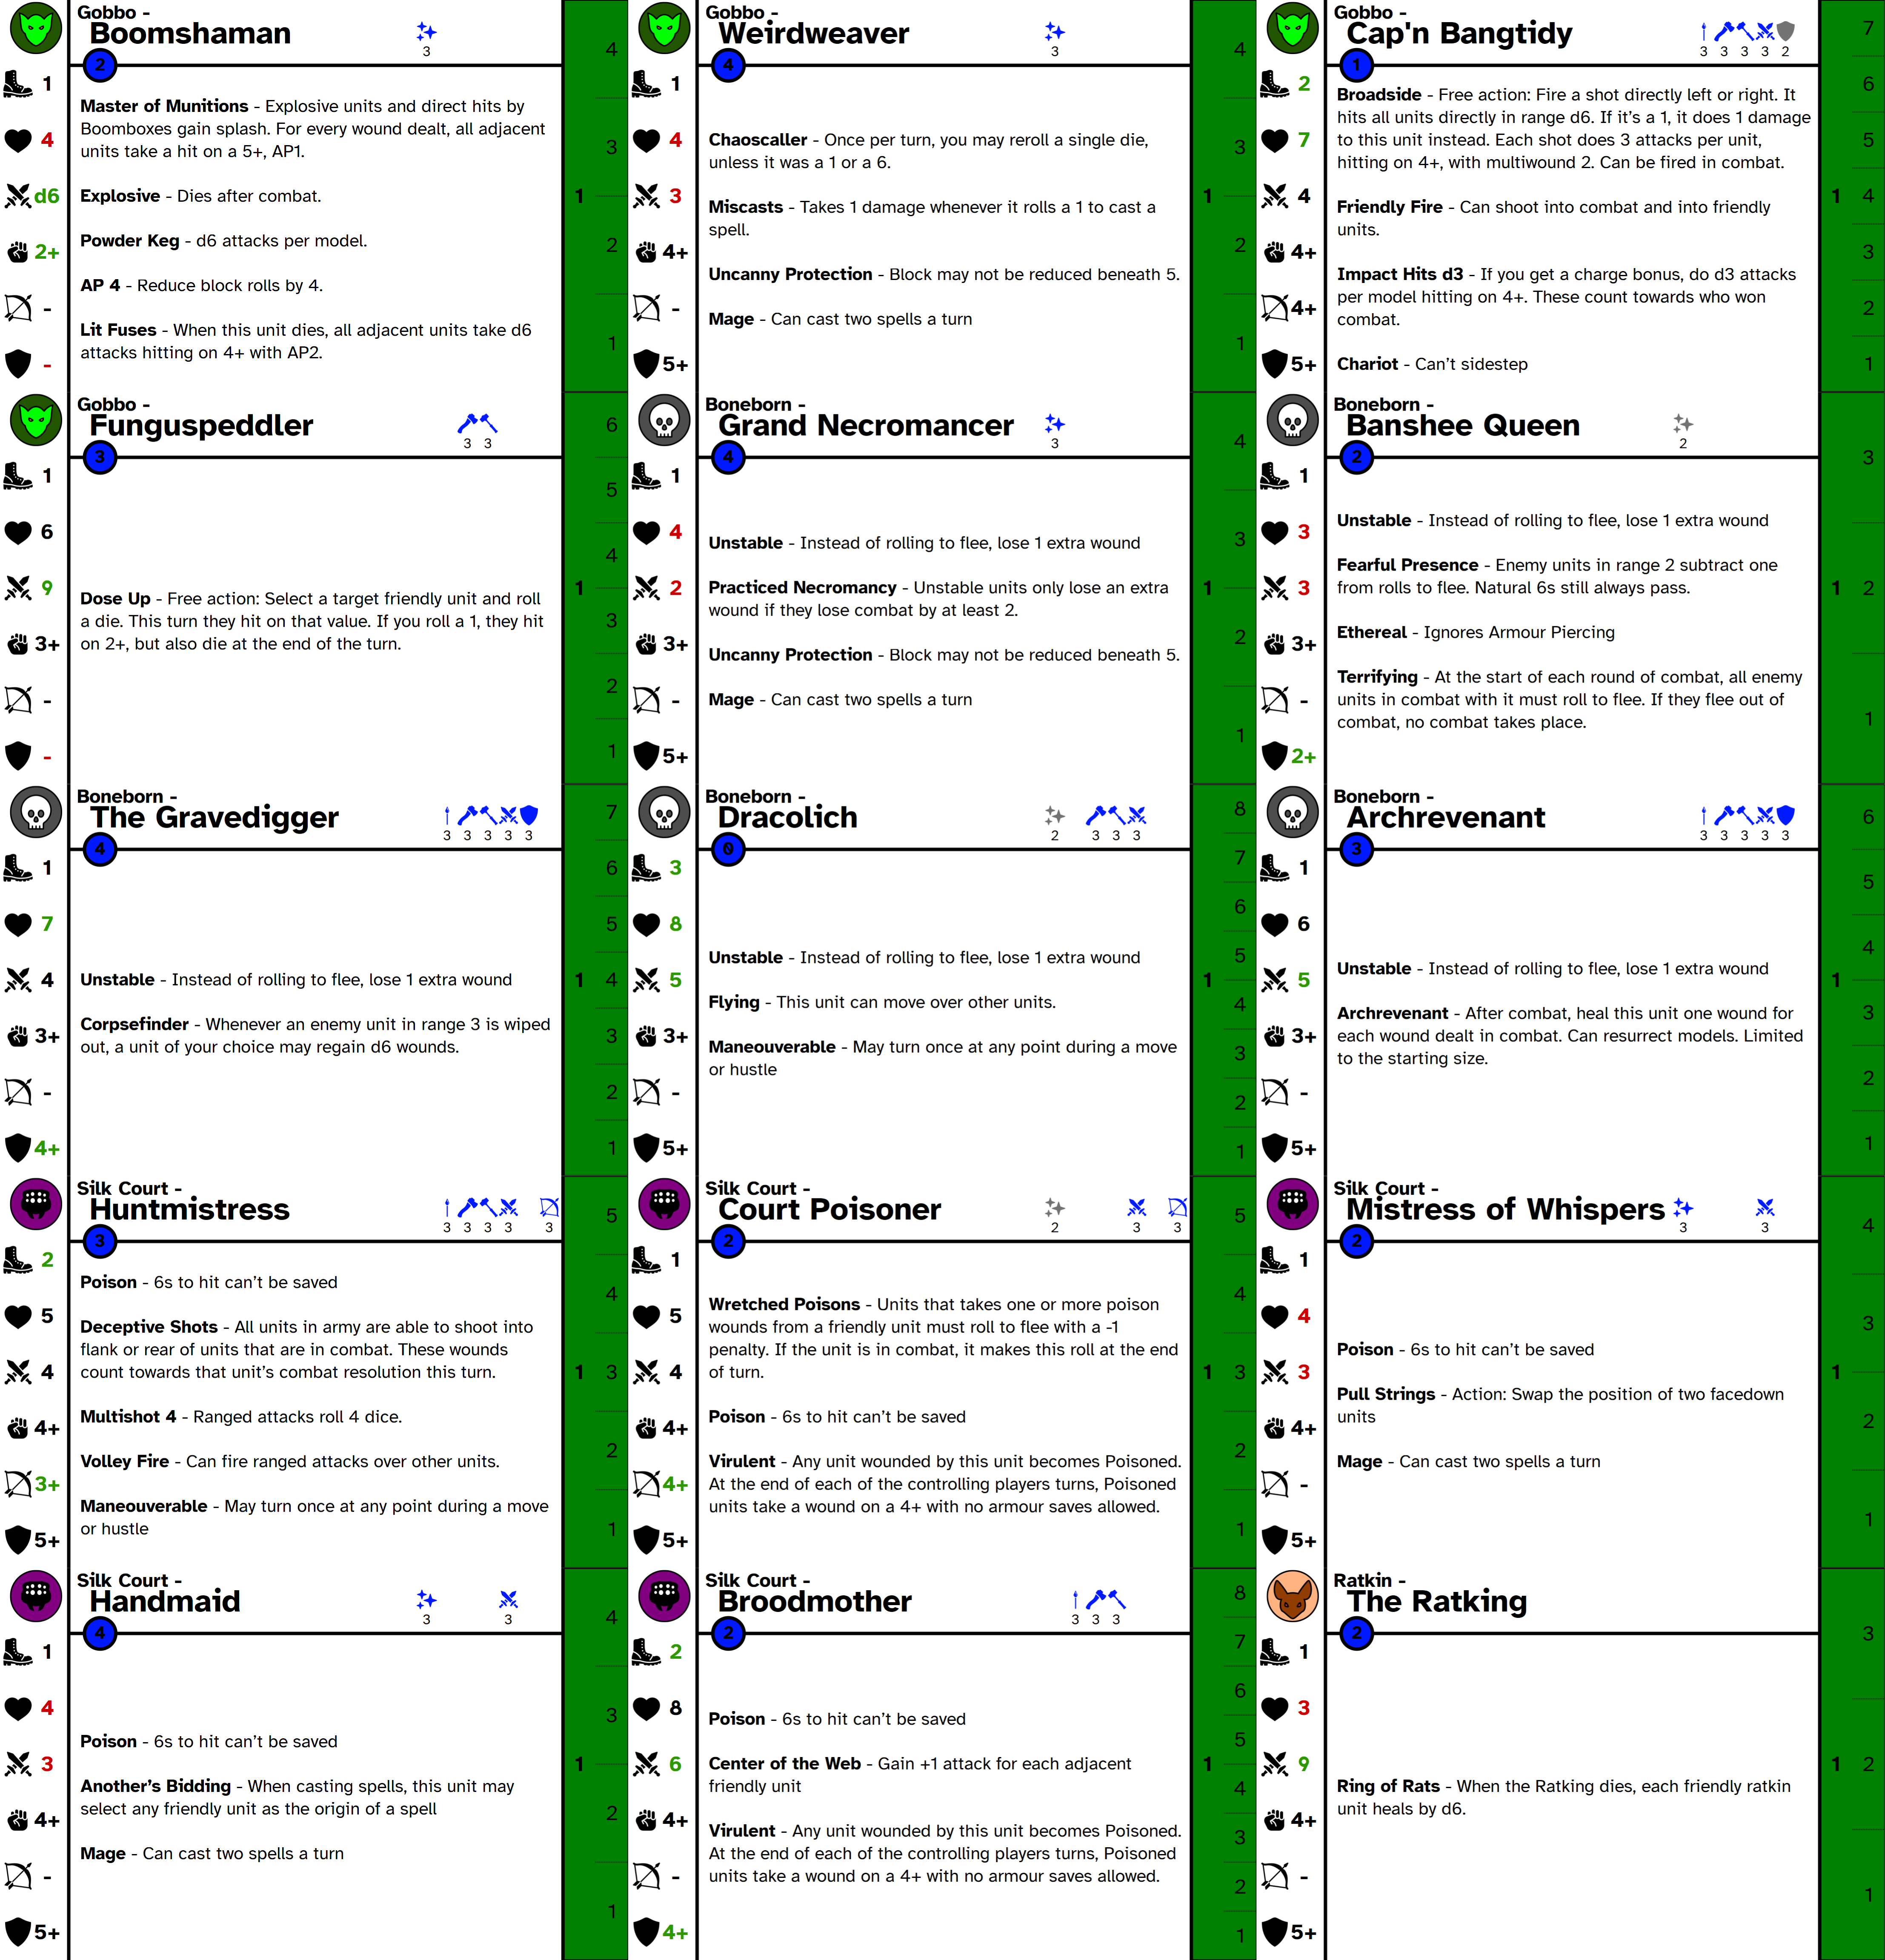 Gobbo -
Boomshaman
3
2
1
4
d6
2+
-
-
Master of Munitions - Explosive units and direct hits by
Boomboxes gain splash. For every wound dealt, all adjacent
units take a hit on a 5+, AP1.
Explosive - Dies after combat.
Powder Keg - d6 attacks per model.
AP 4 - Reduce block rolls by 4.
Lit Fuses - When this unit dies, all adjacent units take d6
attacks hitting on 4+ with AP2.
1
4
3
2
1
Gobbo -
Weirdweaver
3
4
1
4
3
4+
-
5+
Chaoscaller - Once per turn, you may reroll a single die,
unless it was a 1 or a 6.
Miscasts - Takes 1 damage whenever it rolls a 1 to cast a
spell.
Uncanny Protection - Block may not be reduced beneath 5.
Mage - Can cast two spells a turn
1
4
3
2
1
Gobbo -
Cap'n Bangtidy
3 3 3 3 2
1
2
7
4
4+
4+
5+
Broadside - Free action: Fire a shot directly left or right. It
hits all units directly in range d6. If it's a 1, it does 1 damage
to this unit instead. Each shot does 3 attacks per unit,
hitting on 4+, with multiwound 2. Can be fired in combat.
Friendly Fire - Can shoot into combat and into friendly
units.
Impact Hits d3 - If you get a charge bonus, do d3 attacks
per model hitting on 4+. These count towards who won
combat.
Chariot - Can't sidestep
1
7
6
5
4
3
2
1
Gobbo -
Funguspeddler
3 3
3
1
6
9
3+
-
-
Dose Up - Free action: Select a target friendly unit and roll
a die. This turn they hit on that value. If you roll a 1, they hit
on 2+, but also die at the end of the turn.
1
6
5
4
3
2
1
Boneborn -
Grand Necromancer
3
4
1
4
2
3+
-
5+
Unstable - Instead of rolling to flee, lose 1 extra wound
Practiced Necromancy - Unstable units only lose an extra
wound if they lose combat by at least 2.
Uncanny Protection - Block may not be reduced beneath 5.
Mage - Can cast two spells a turn
1
4
3
2
1
Boneborn -
Banshee Queen
2
2
1
3
3
3+
-
2+
Unstable - Instead of rolling to flee, lose 1 extra wound
Fearful Presence - Enemy units in range 2 subtract one
from rolls to flee. Natural 6s still always pass.
Ethereal - Ignores Armour Piercing
Terrifying - At the start of each round of combat, all enemy
units in combat with it must roll to flee. If they flee out of
combat, no combat takes place.
1
3
2
1
Boneborn -
The Gravedigger
3 3 3 3 3
4
1
7
4
3+
-
4+
Unstable - Instead of rolling to flee, lose 1 extra wound
Corpsefinder - Whenever an enemy unit in range 3 is wiped
out, a unit of your choice may regain d6 wounds.
1
7
6
5
4
3
2
1
Boneborn -
Dracolich
2 3 3 3
0
3
8
5
3+
-
5+
Unstable - Instead of rolling to flee, lose 1 extra wound
Flying - This unit can move over other units.
Maneouverable - May turn once at any point during a move
or hustle
1
8
7
6
5
4
3
2
1
Boneborn -
Archrevenant
3 3 3 3 3
3
1
6
5
3+
-
5+
Unstable - Instead of rolling to flee, lose 1 extra wound
Archrevenant - After combat, heal this unit one wound for
each wound dealt in combat. Can resurrect models. Limited
to the starting size.
1
6
5
4
3
2
1
Silk Court -
Huntmistress
3 3 3 3 3
3
2
5
4
4+
3+
5+
Poison - 6s to hit can't be saved
Deceptive Shots - All units in army are able to shoot into
flank or rear of units that are in combat. These wounds
count towards that unit's combat resolution this turn.
Multishot 4 - Ranged attacks roll 4 dice.
Volley Fire - Can fire ranged attacks over other units.
Maneouverable - May turn once at any point during a move
or hustle
1
5
4
3
2
1
Silk Court -
Court Poisoner
2 3 3
2
1
5
4
4+
4+
5+
Wretched Poisons - Units that takes one or more poison
wounds from a friendly unit must roll to flee with a -1
penalty. If the unit is in combat, it makes this roll at the end
of turn.
Poison - 6s to hit can't be saved
Virulent - Any unit wounded by this unit becomes Poisoned.
At the end of each of the controlling players turns, Poisoned
units take a wound on a 4+ with no armour saves allowed.
1
5
4
3
2
1
Silk Court -
Mistress of Whispers
3 3
2
1
4
3
4+
-
5+
Poison - 6s to hit can't be saved
Pull Strings - Action: Swap the position of two facedown
units
Mage - Can cast two spells a turn
1
4
3
2
1
Silk Court -
Handmaid
3 3
4
1
4
3
4+
-
5+
Poison - 6s to hit can't be saved
Another's Bidding - When casting spells, this unit may
select any friendly unit as the origin of a spell
Mage - Can cast two spells a turn
1
4
3
2
1
Silk Court -
Broodmother
3 3 3
2
2
8
6
4+
-
4+
Poison - 6s to hit can't be saved
Center of the Web - Gain +1 attack for each adjacent
friendly unit
Virulent - Any unit wounded by this unit becomes Poisoned.
At the end of each of the controlling players turns, Poisoned
units take a wound on a 4+ with no armour saves allowed.
1
8
7
6
5
4
3
2
1
Ratkin -
The Ratking
2
1
3
9
4+
-
5+
Ring of Rats - When the Ratking dies, each friendly ratkin
unit heals by d6.
1
3
2
1